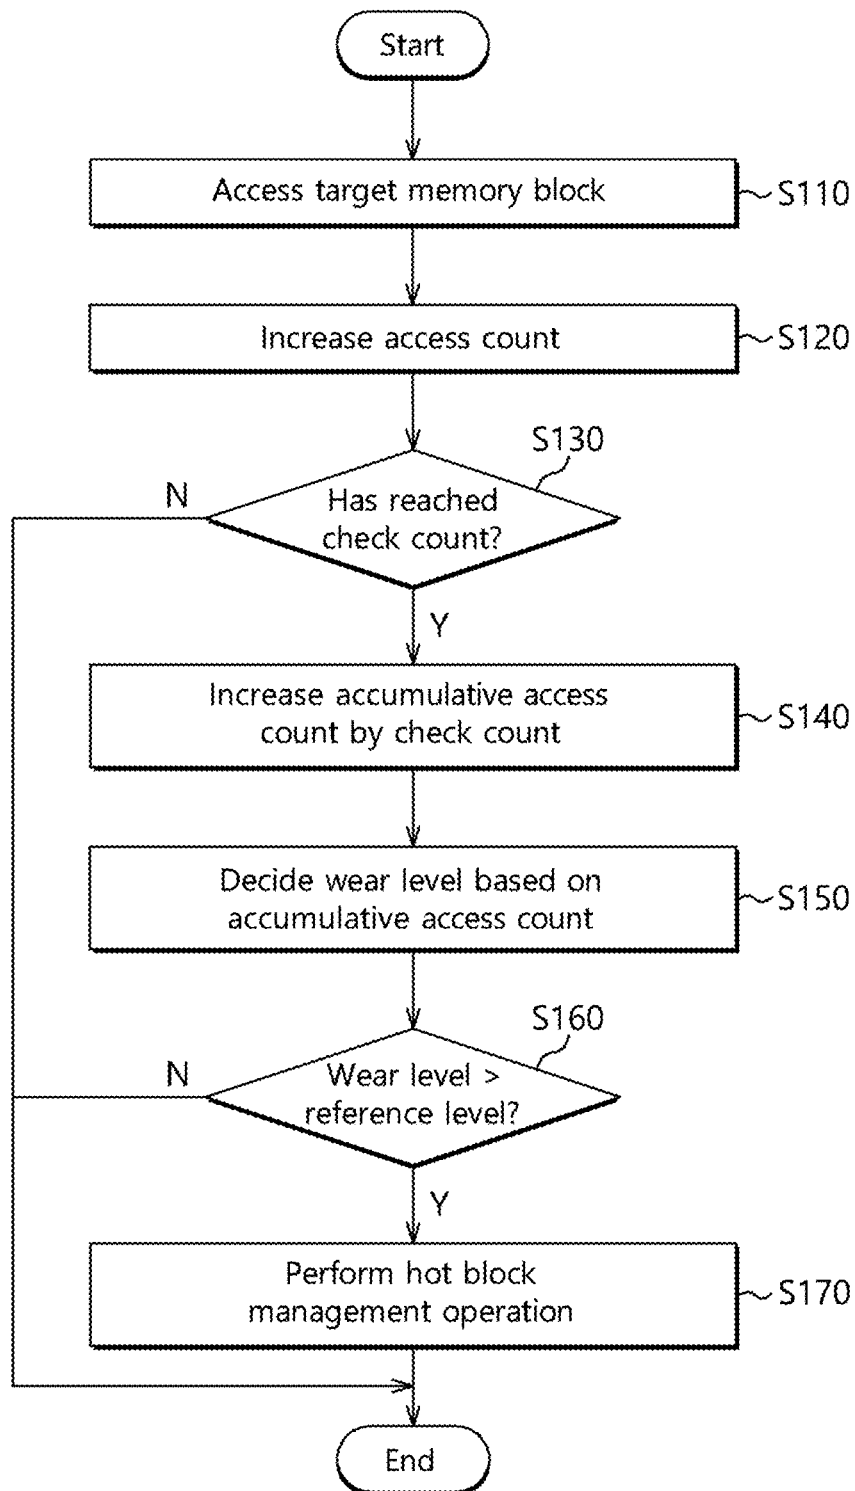 Start
Access target memory block
S110
Increase access count
S120
S130
N
Has reached
check count?
Y
Increase accumulative access
count by check count
S140
Decide wear level based on
accumulative access count
S150
S160
N
Wear level >
reference level?
Y
Perform hot block
management operation
S170
End